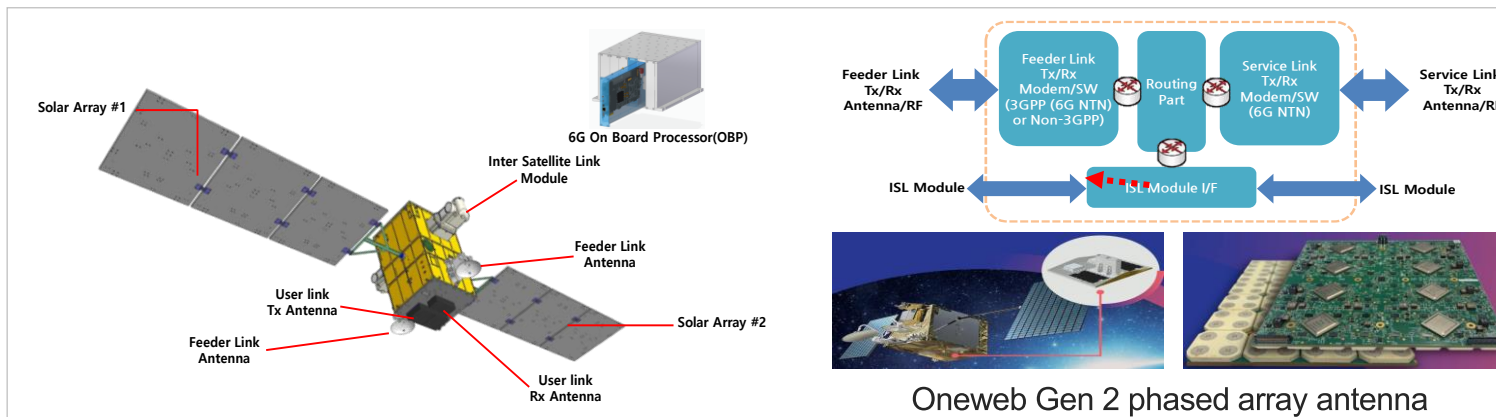 Solar Array #1
6G On Board Processor(OBP)
Inter Satellite Link
Module
Feeder Link
Antenna
User link
Tx Antenna
Solar Array #2
Feeder Link
Antenna
User link
Rx Antenna
Feeder Link
Tx/Rx
Antenna/RF
Feeder Link
Tx/Rx
Modem/SW
(3GPP (6G NTN)
or Non-3GPP)
Routing
Part
Service Link
Tx/Rx
Modem/SW
(6G NTN)
Service Link
Tx/Rx
Antenna/RF
ISL Module
ISL Module I/F
ISL Module
Oneweb Gen 2 phased array antenna